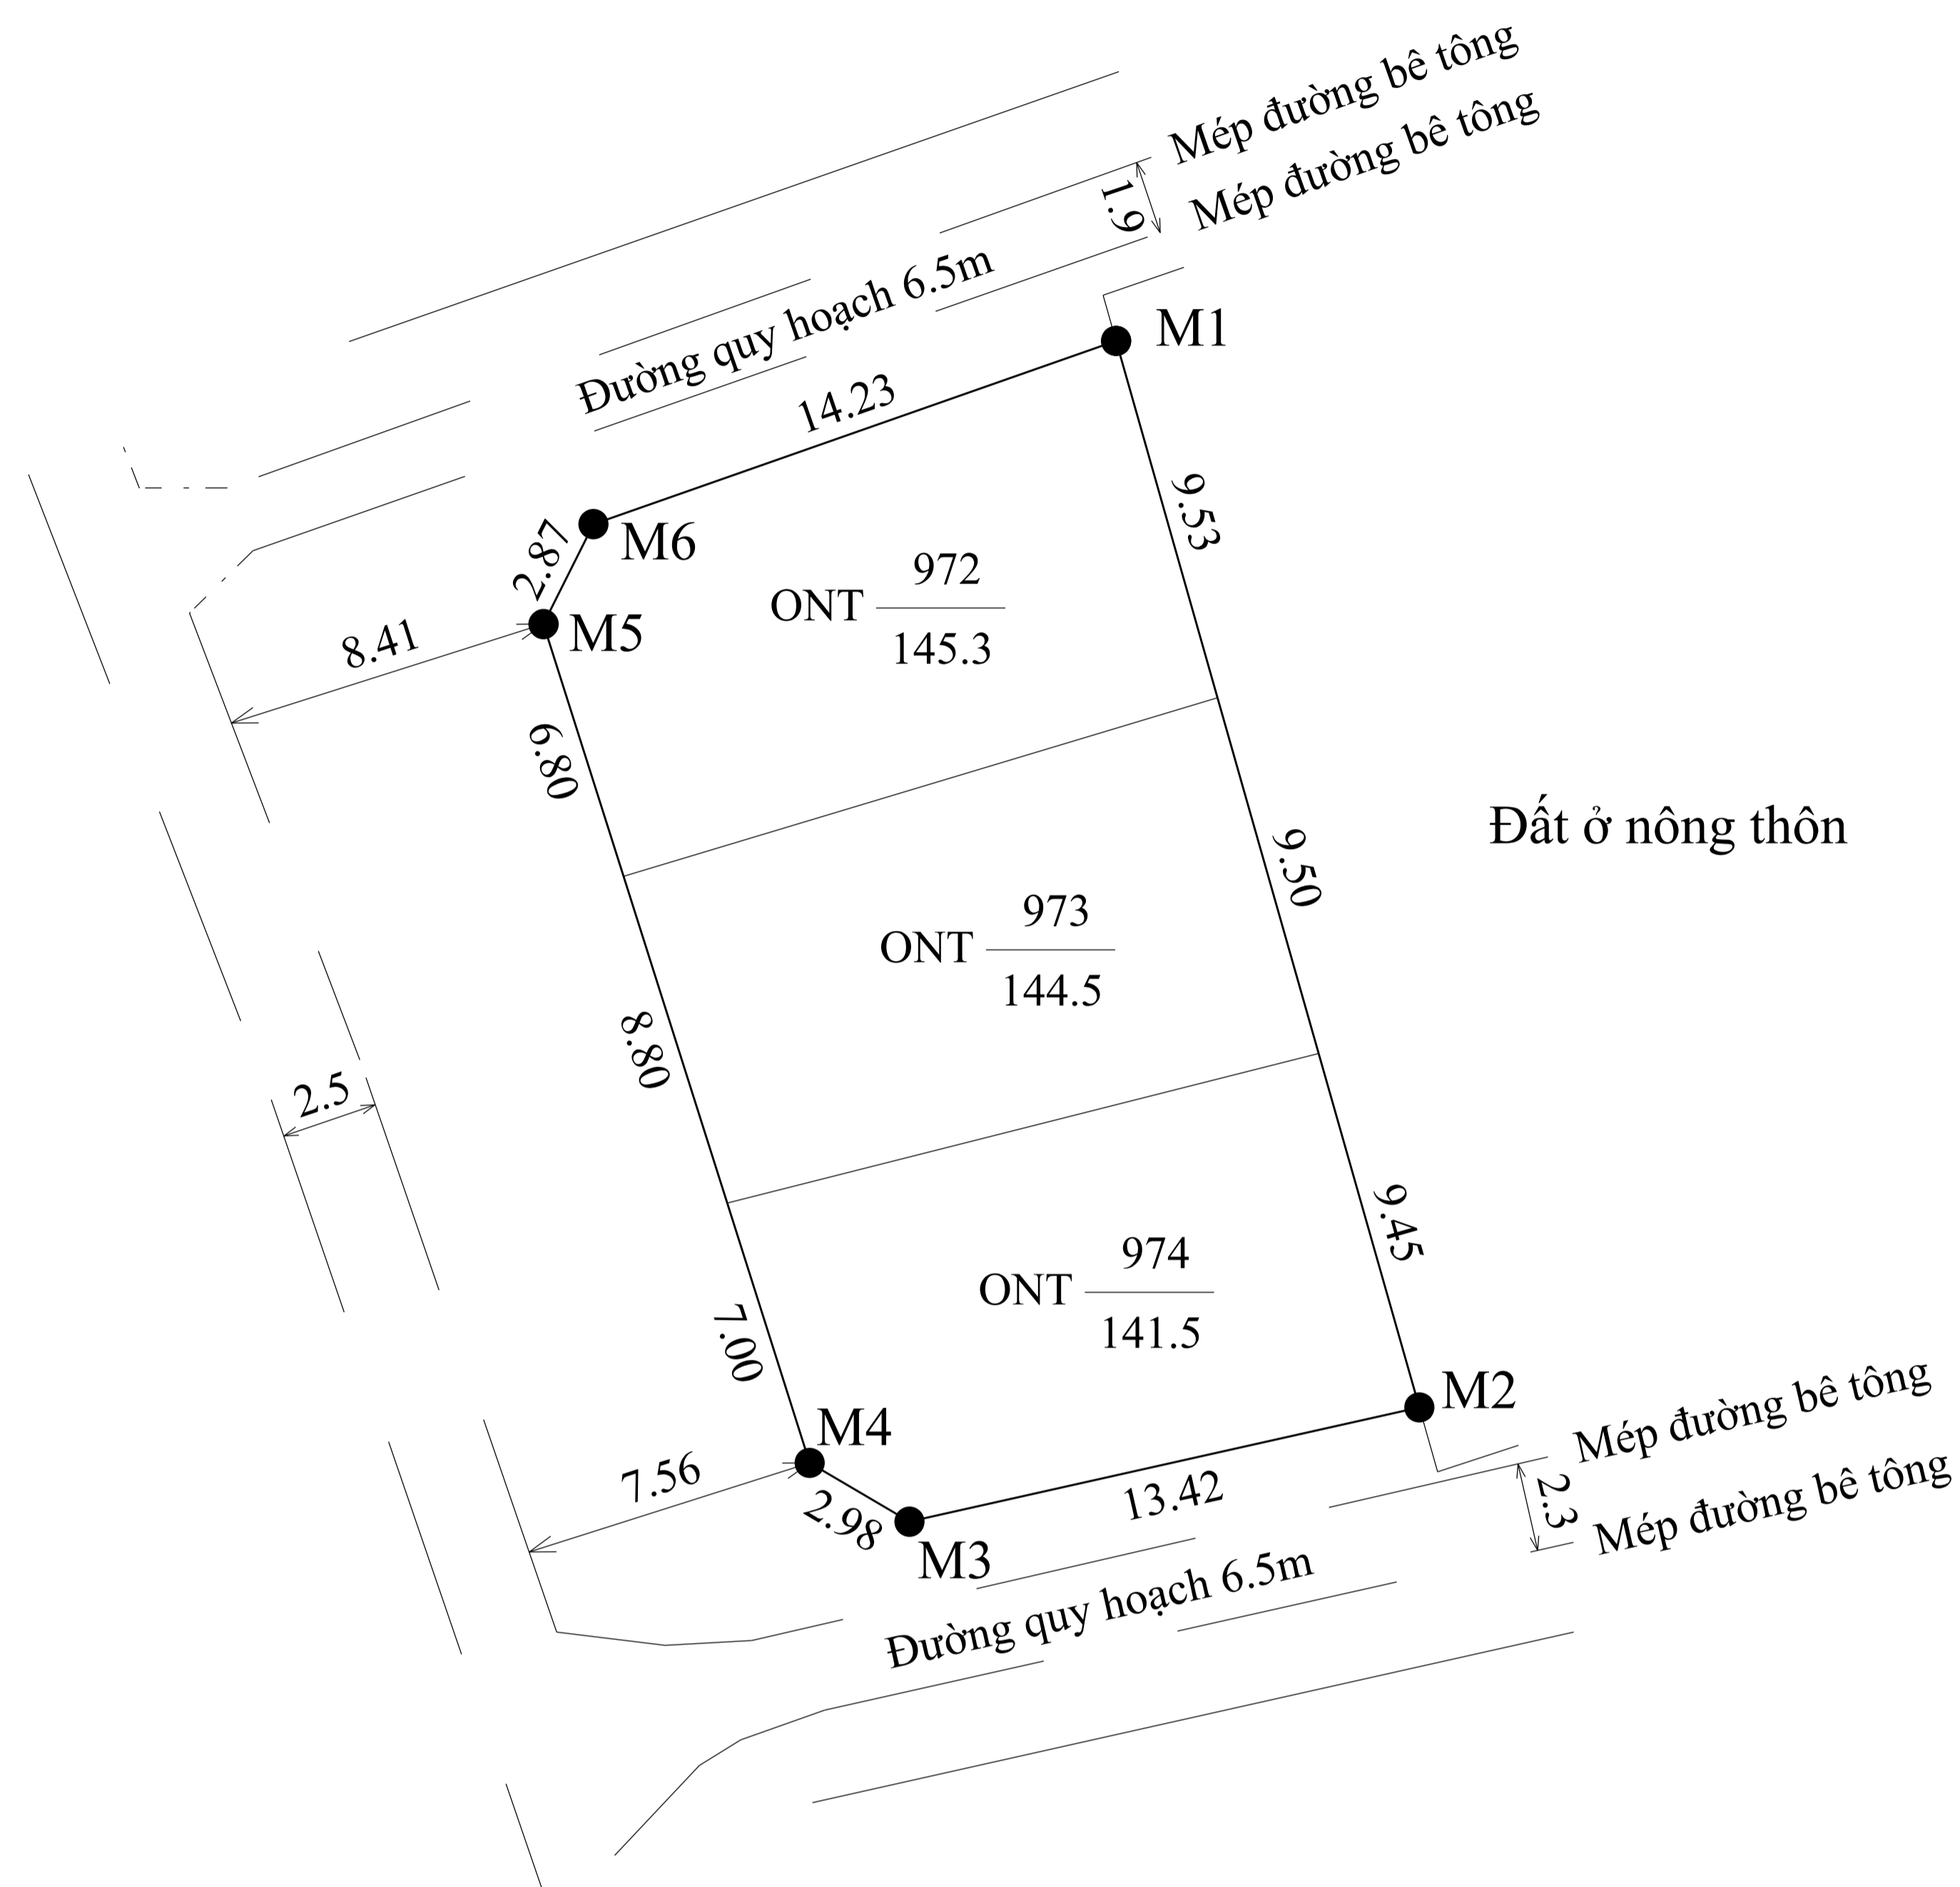 Mép đường bê tông
Mép đường bê tông
1.9
Đường quy hoạch 6.5m
M1
14.23
9.53
M6
2.87
M5
8.41
972
ONT
145.3
6.80
Đất ở nông thôn
9.50
973
ONT
144.5
8.80
2.5
9.45
974
ONT
141.5
7.00
M2
M4
Mép đường bê tông
7.56
2.98
13.42
2.3
Mép đường bê tông
M3
Đường quy hoạch 6.5m